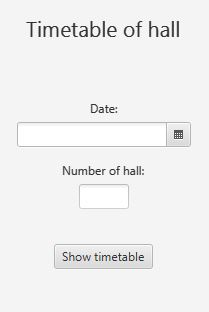 Timetable of hall
Date:
Number of hall:
Show timetable